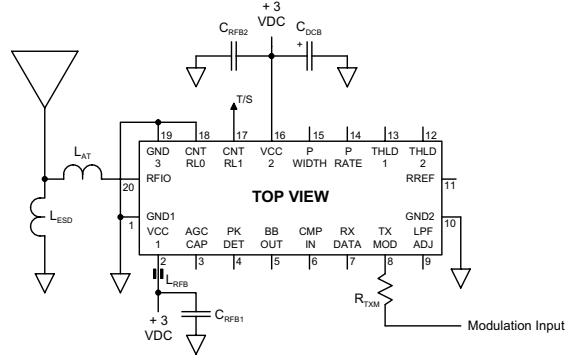 + 3
VDC
CRFB2
CDCB
+
T/S
19 18 17 16 15 14 13 12
GND 3
CNT RL0
CNT RL1
VCC 2
P WIDTH
P RATE
THLD 1
THLD 2
LAT
20
RFIO
RREF
11
TOP VIEW
LESD
1
GND1
GND2
10
VCC 1
AGC CAP
PK DET
BB OUT
CMP IN
RX DATA
TX MOD
LPF ADJ
2 3 4 5 6 7 8 9
LRFB
RTXM
+ 3
VDC
CRFB1
Modulation Input